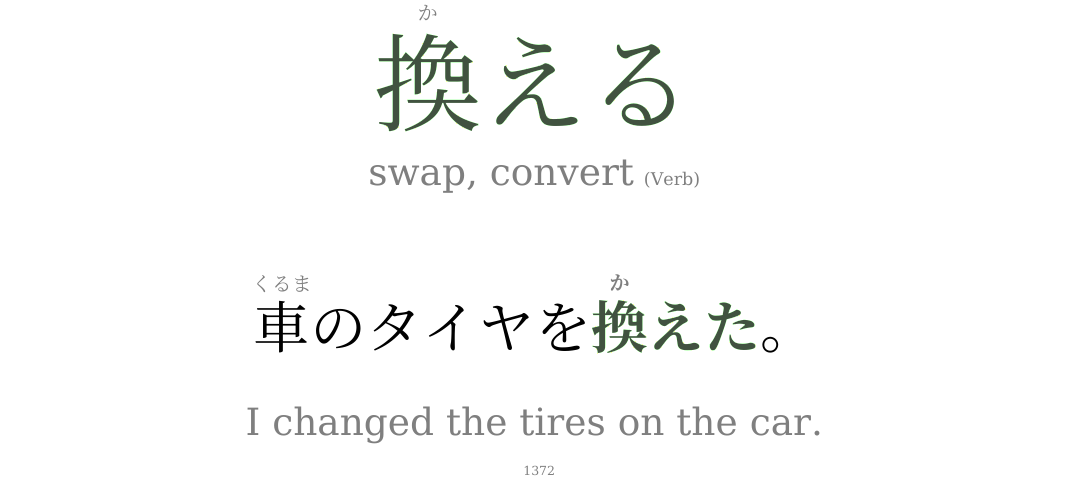 か
換える
swap, convert (Verb)
くるま か
車のタイヤを換えた。
I changed the tires on the car.
1372